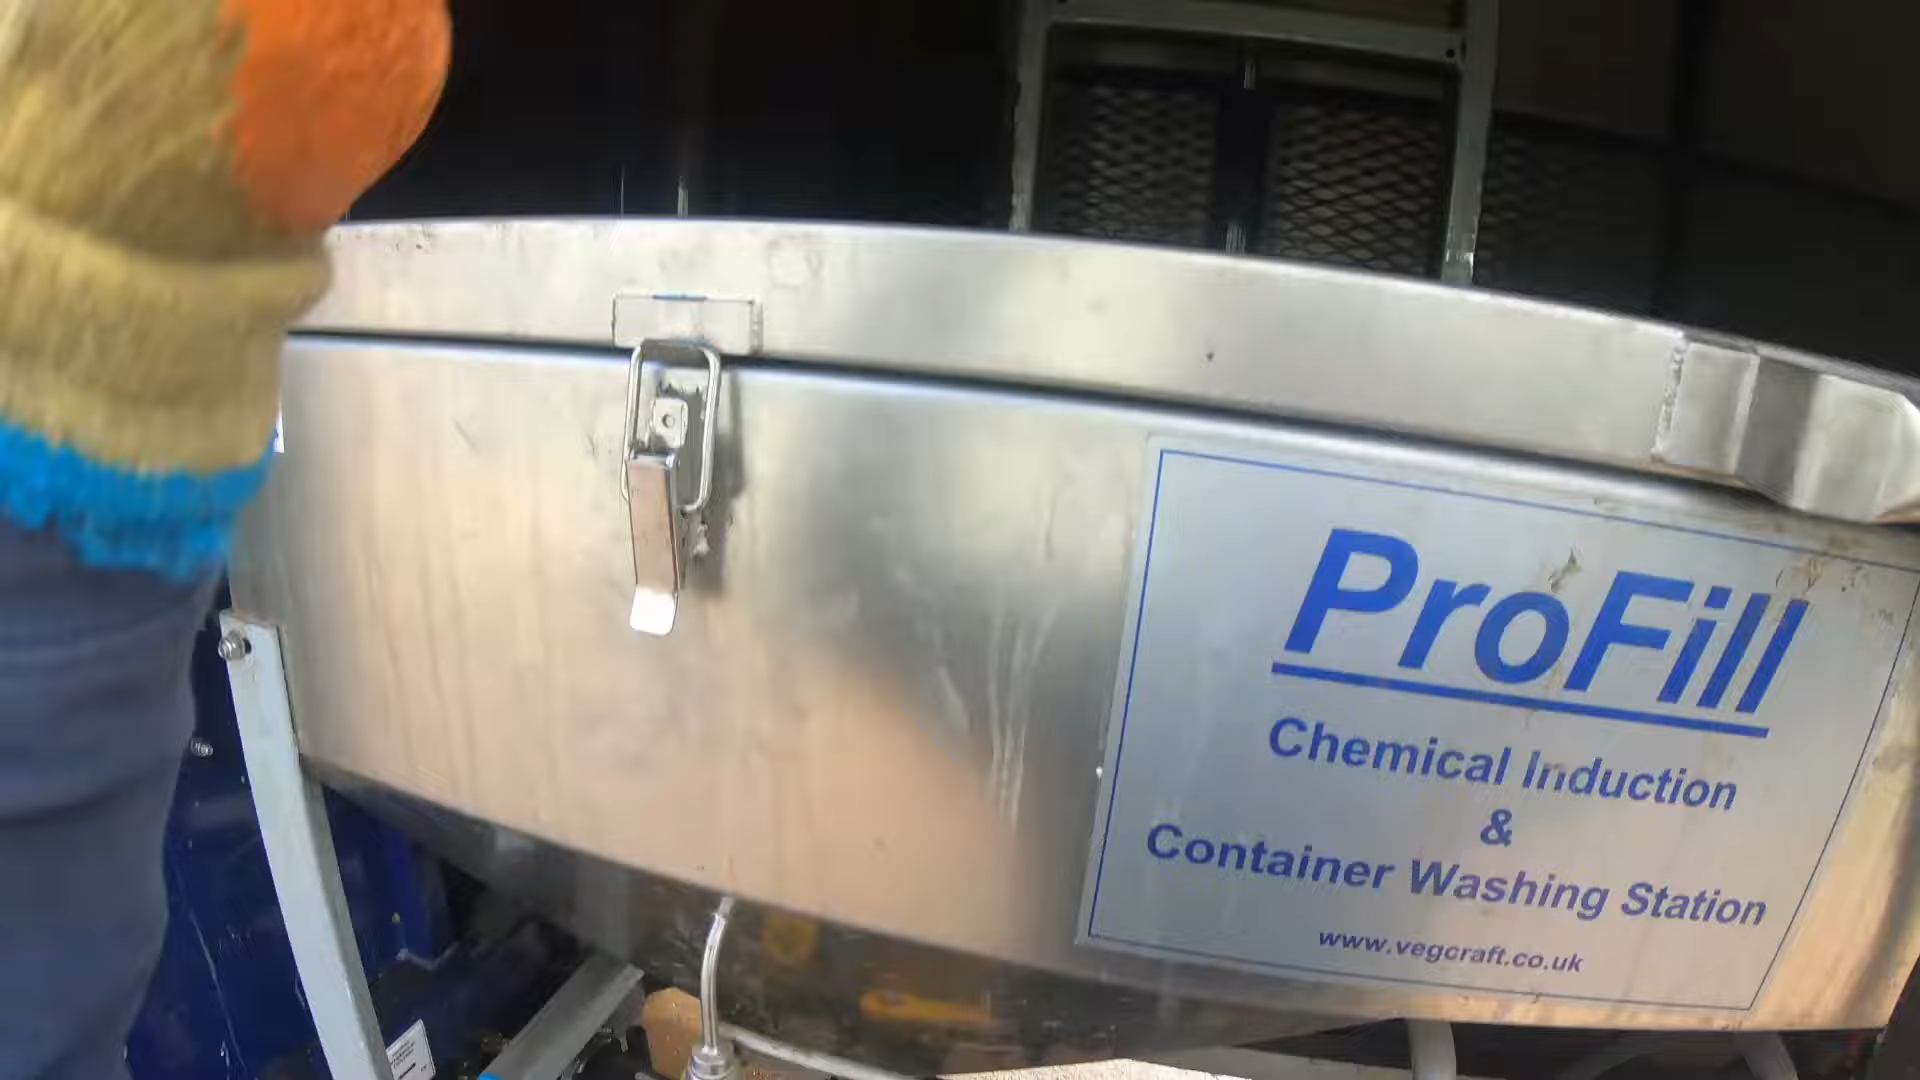 ProFill
Chemical Induction
&
Container Washing Station
www.vegcraft.co.uk